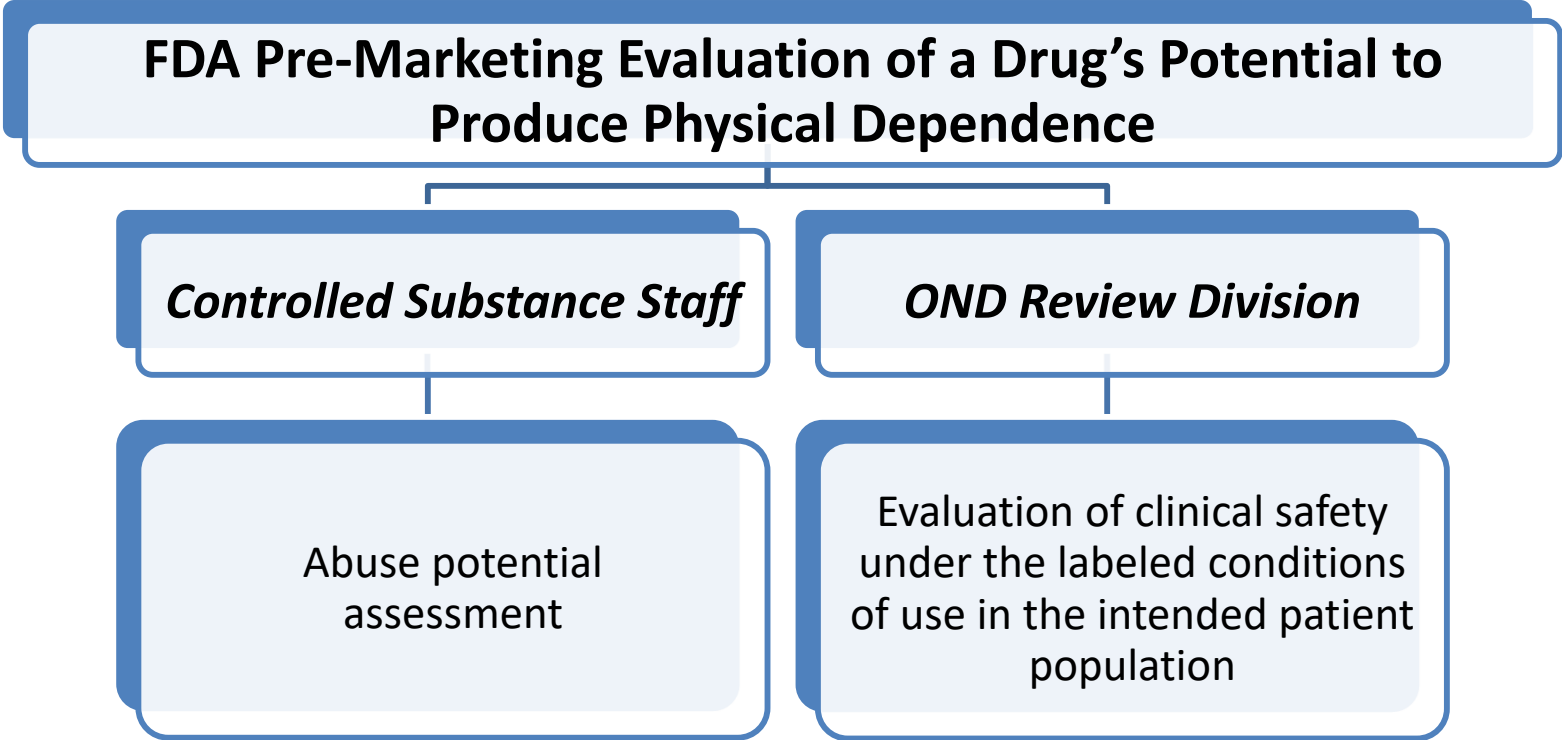 FDA Pre-Marketing Evaluation of a Drug’s Potential to
Produce Physical Dependence
Controlled Substance Staff
OND Review Division
Abuse potential
assessment
Evaluation of clinical safety
under the labeled conditions
of use in the intended patient
population